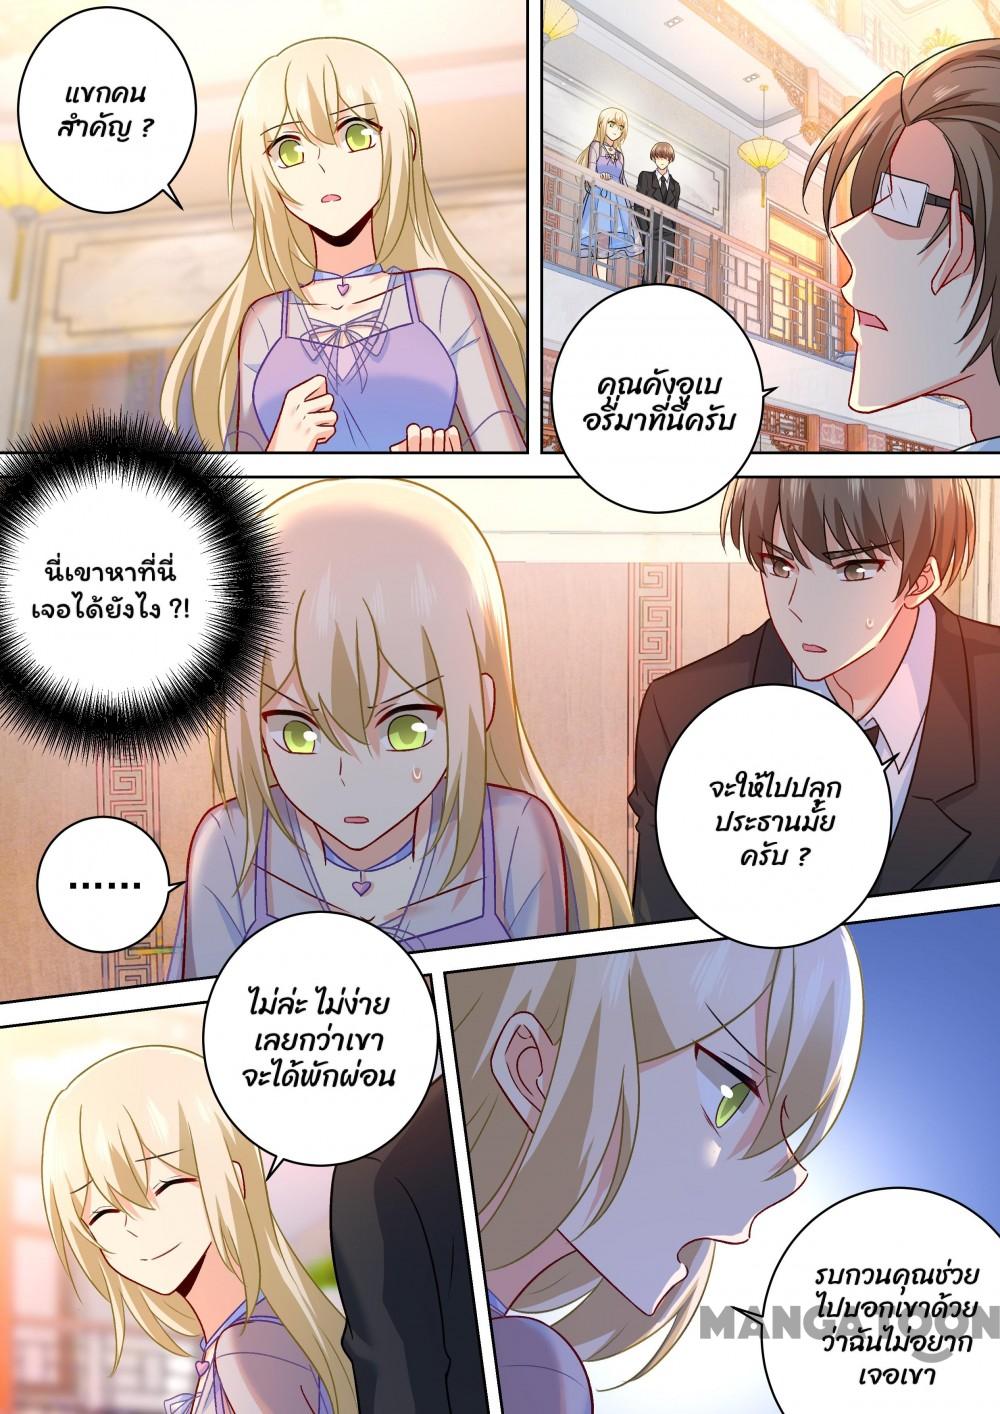 แขกคน
สำคัญ ?
คุณคังอูเบ
อรี่มาที่นี่ครับ
นี่เขาหาที่นี่
เจอได้ยังไง ?!
จะให้ไปปลุก
ประธานมั้ย
ครับ ?
......
ไม่ล่ะ ไม่ง่าย
เลยกว่าเขา
จะได้พักผ่อน
รบกวนคุณช่วย
ไปบอกเขาด้วย
ว่าฉันไม่อยาก
เจอเขา
MANGATOON